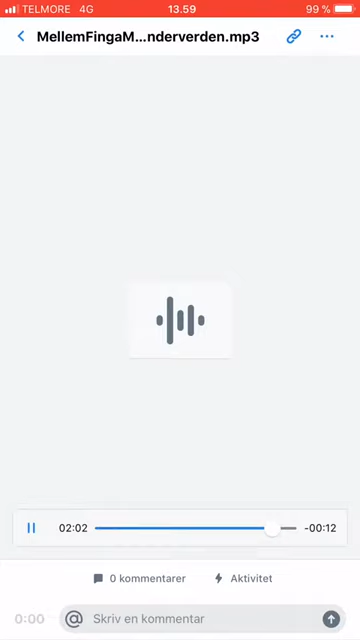 TELMORE 4G 13.59 99 %
MellemFingaM...nderverden.mp3
02:02 -00:12
0 kommentarer Aktivitet
0:00 @ Skriv en kommentar